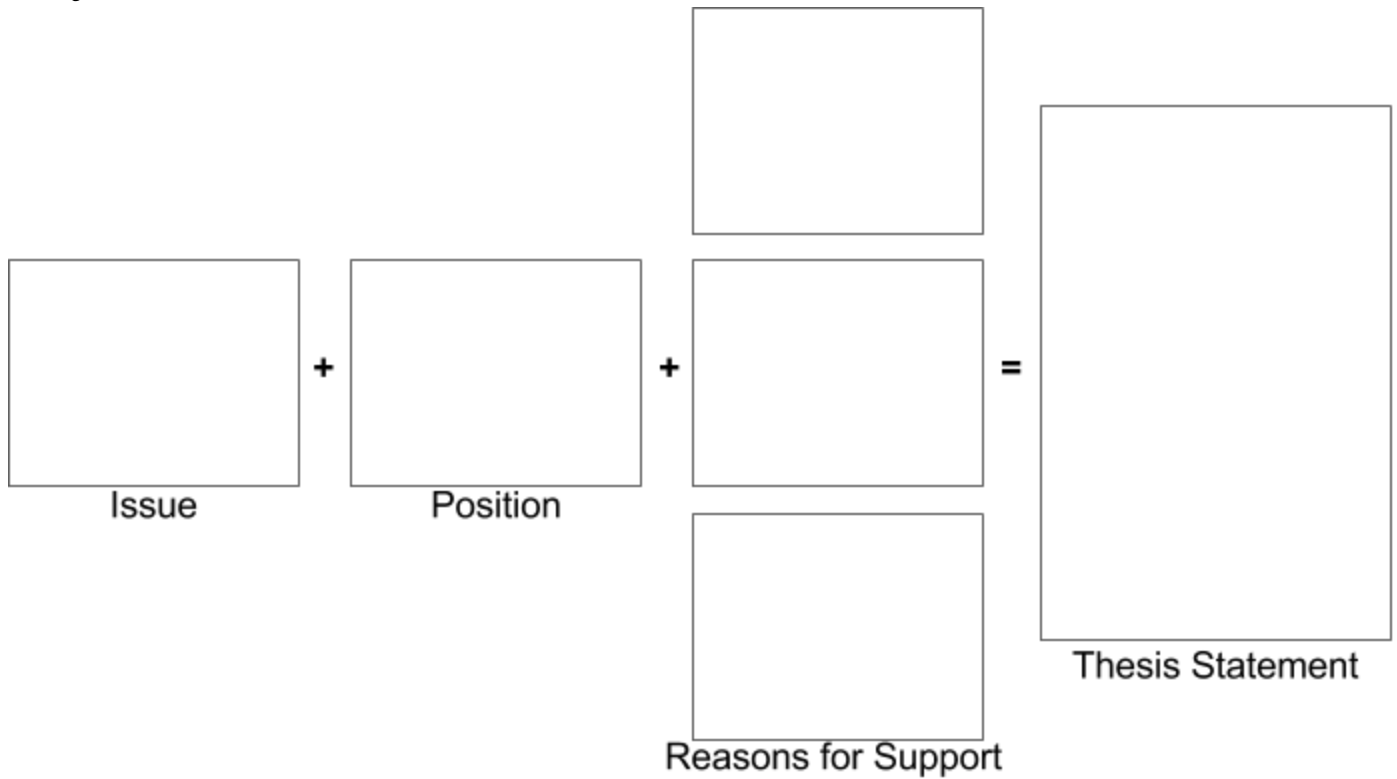 +
+
=
Issue
Position
Thesis Statement
Reasons for Support